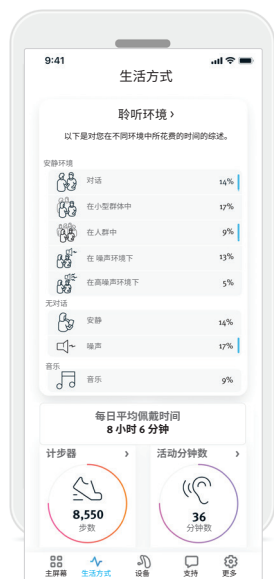 9:41
生活方式
聆听环境 ›
以下是对您在不同环境中所花费的时间的综述。
安静环境
对话 14%
在小型群体中 17%
在人群中 9%
在 噪声环境下 13%
在高噪声环境下 5%
无对话
安静 14%
噪声 17%
音乐
音乐 9%
每日平均佩戴时间
8 小时 6 分钟
计步器 › 活动分钟数 ›
8,550 36
步数 分钟数
主屏幕 生活方式 设备 支持 更多